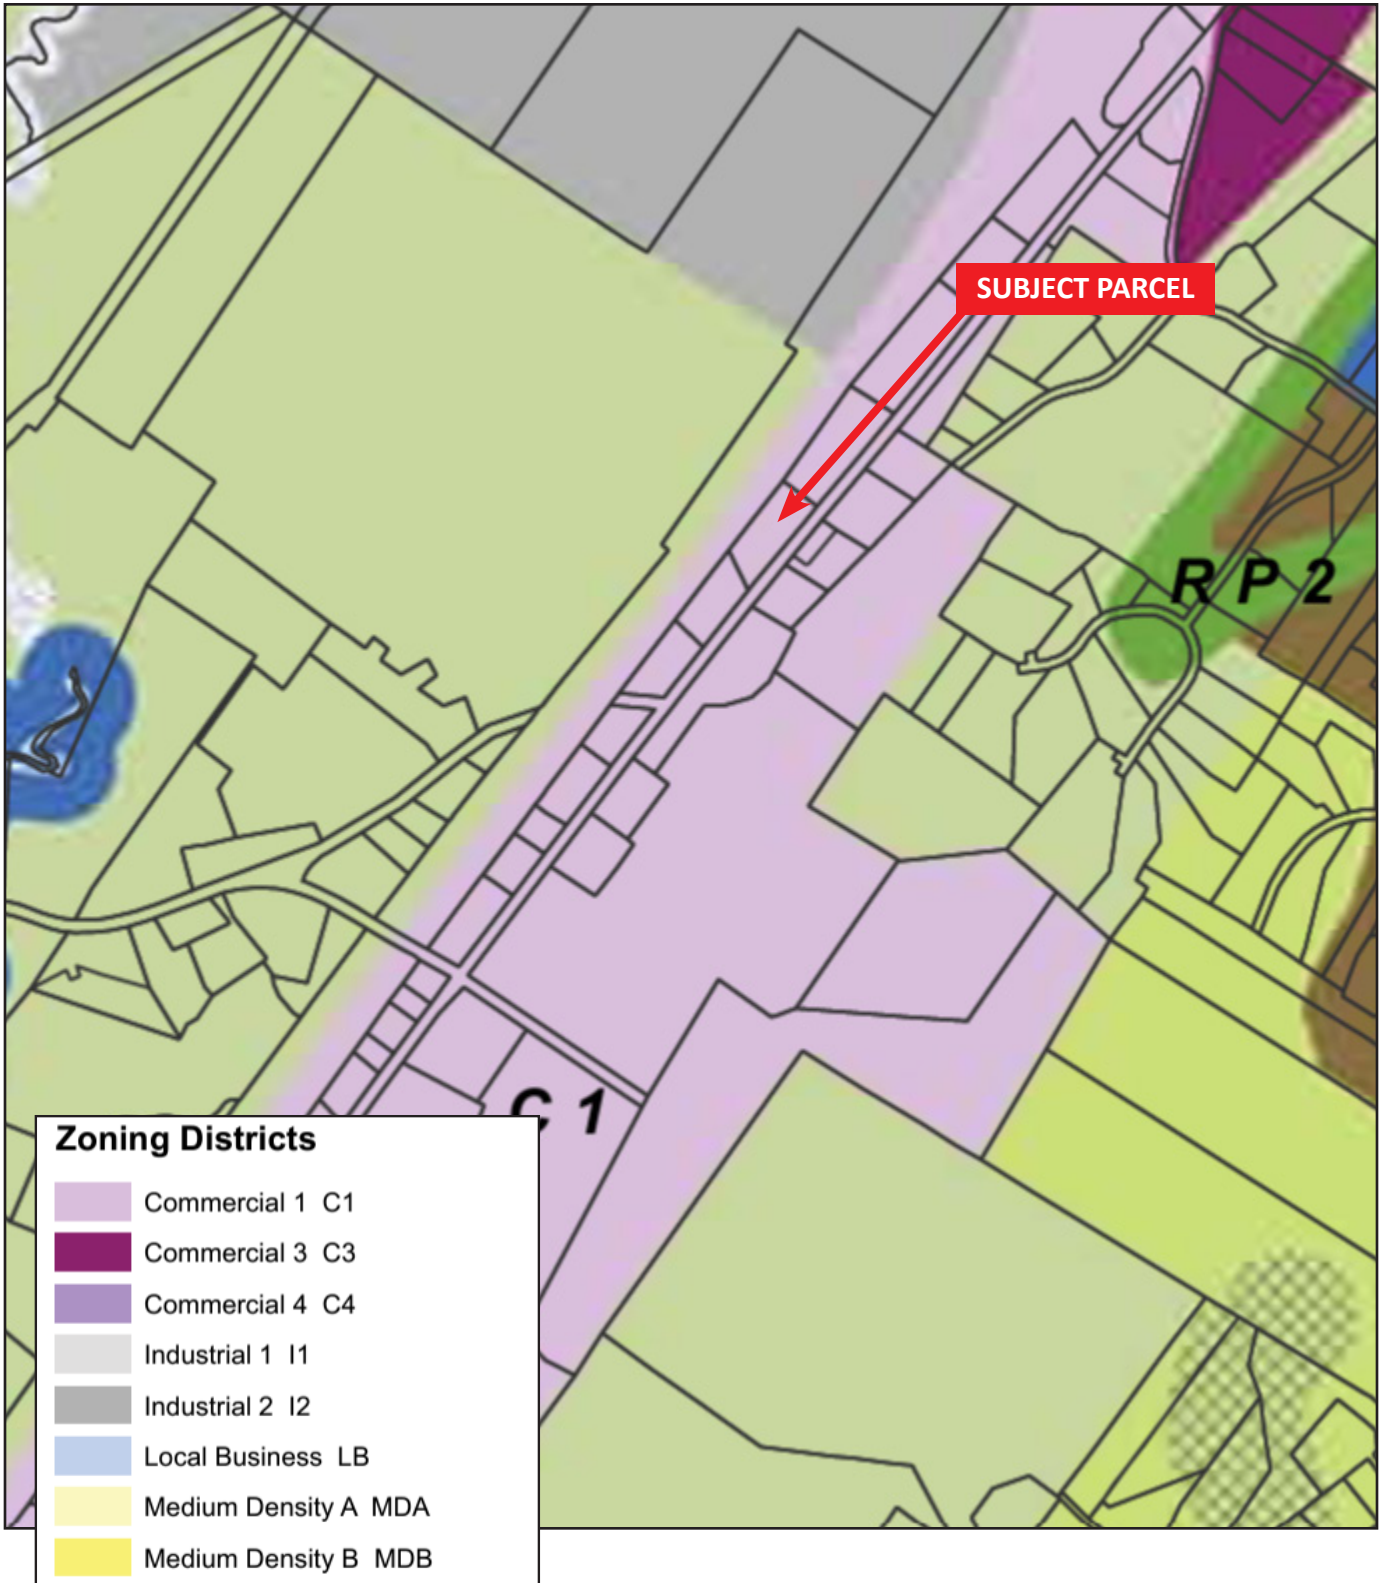 SUBJECT PARCEL
R P 2
C 1
Zoning Districts
Commercial 1 C1
Commercial 3 C3
Commercial 4 C4
Industrial 1 I1
Industrial 2 I2
Local Business LB
Medium Density A MDA
Medium Density B MDB